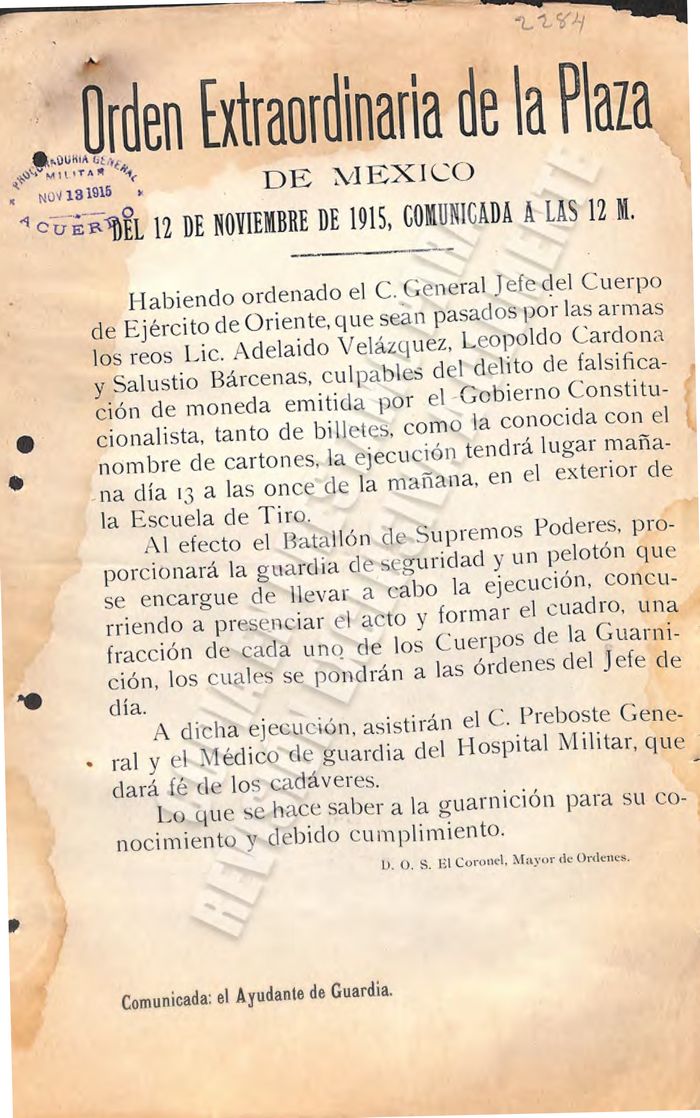 2284
Orden Extraordinaria de la Plaza
DE MEXICO
PROCURADURIA GENERAL
MILITAR
NOV 13 1915
ACUERDO
DEL 12 DE NOVIEMBRE DE 1915, COMUNICADA A LAS 12 M.
Habiendo ordenado el C. General Jefe del Cuerpo
de Ejército de Oriente, que sean pasados por las armas
los reos Lic. Adelaido Velázquez, Leopoldo Cardona
y Salustio Bárcenas, culpables del delito de falsifica-
ción de moneda emitida por el Gobierno Constitu-
cionalista, tanto de billetes, como la conocida con el
nombre de cartones, la ejecución tendrá lugar maña-
na día 13 a las once de la mañana, en el exterior de
la Escuela de Tiro.
Al efecto el Batallón de Supremos Poderes, pro-
porcionará la guardia de seguridad y un pelotón que
se encargue de llevar a cabo la ejecución, concu-
rriendo a presenciar el acto y formar el cuadro, una
fracción de cada uno de los Cuerpos de la Guarni-
ción, los cuales se pondrán a las órdenes del Jefe de
día.
A dicha ejecución, asistirán el C. Preboste Gene-
ral y el Médico de guardia del Hospital Militar, que
dará fé de los cadáveres.
Lo que se hace saber a la guarnición para su co-
nocimiento y debido cumplimiento.
D. O. S. El Coronel, Mayor de Ordenes.
Comunicada: el Ayudante de Guardia.